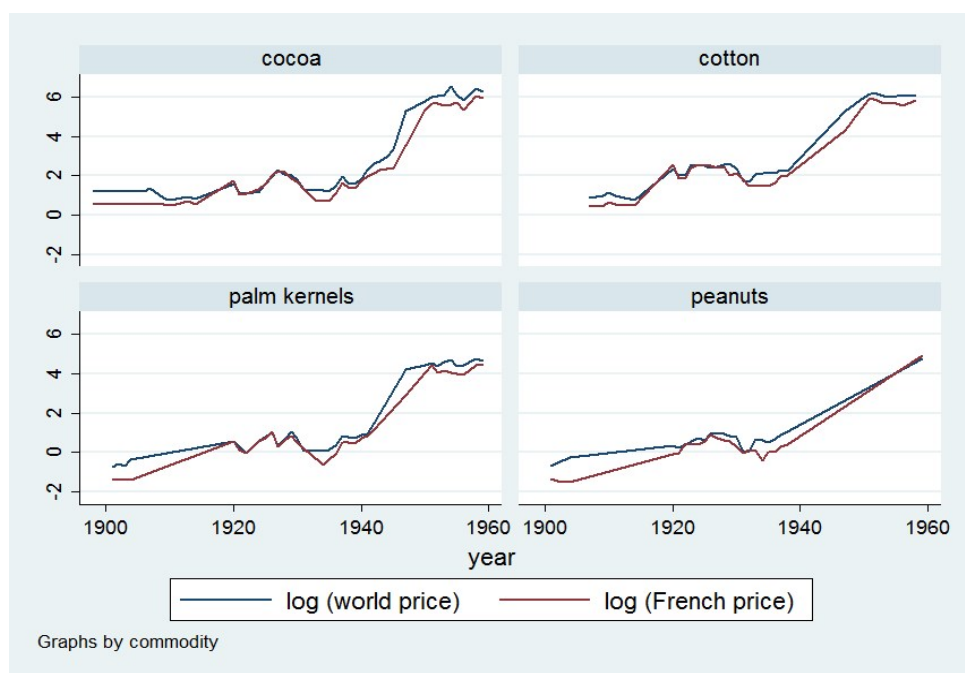 cocoa
cotton
6
4
2
0
-2
palm kernels
peanuts
6
4
2
0
-2
1900 1920 1940 1960 1900 1920 1940 1960
year
log (world price) log (French price)
Graphs by commodity